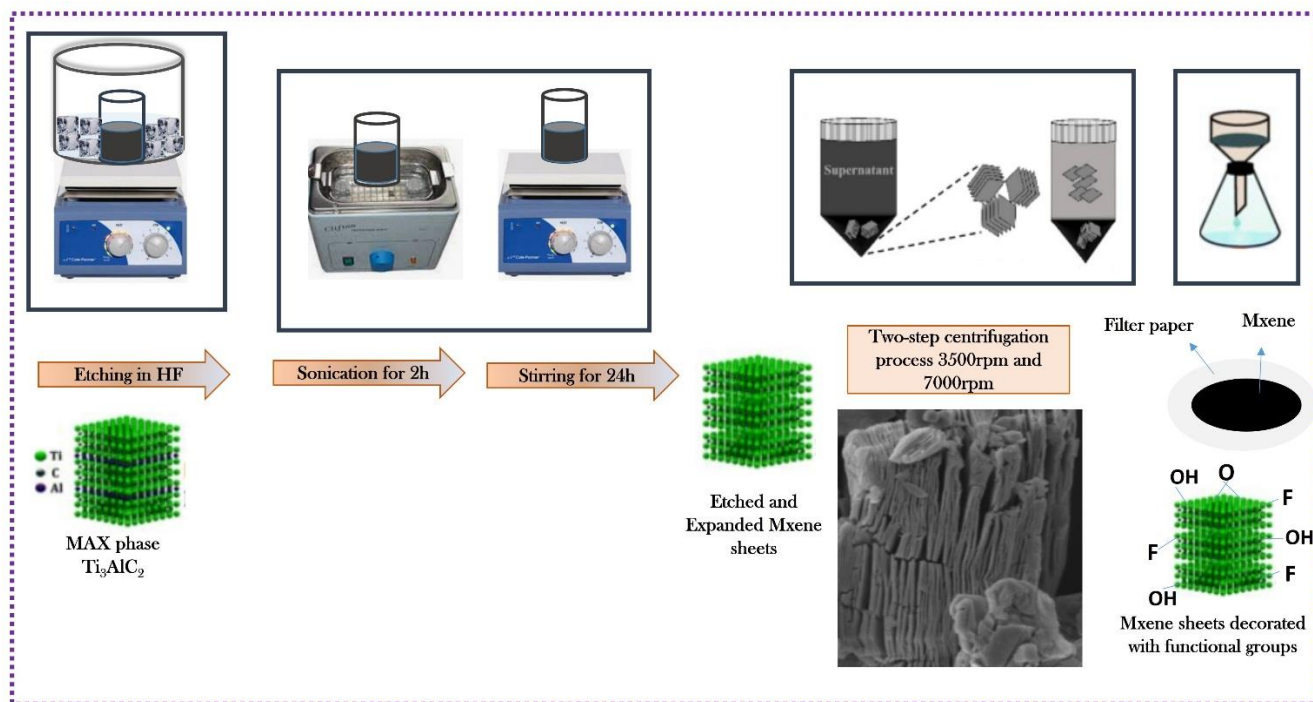 Supernatant
Etching in HF
Sonication for 2h
Stirring for 24h
Two-step centrifugation
process 3500rpm and
7000rpm
Filter paper
Mxene
Ti
C
Al
MAX phase
Ti₃AlC₂
Etched and
Expanded Mxene
sheets
OH
O
F
F
OH
F
OH
Mxene sheets decorated
with functional groups